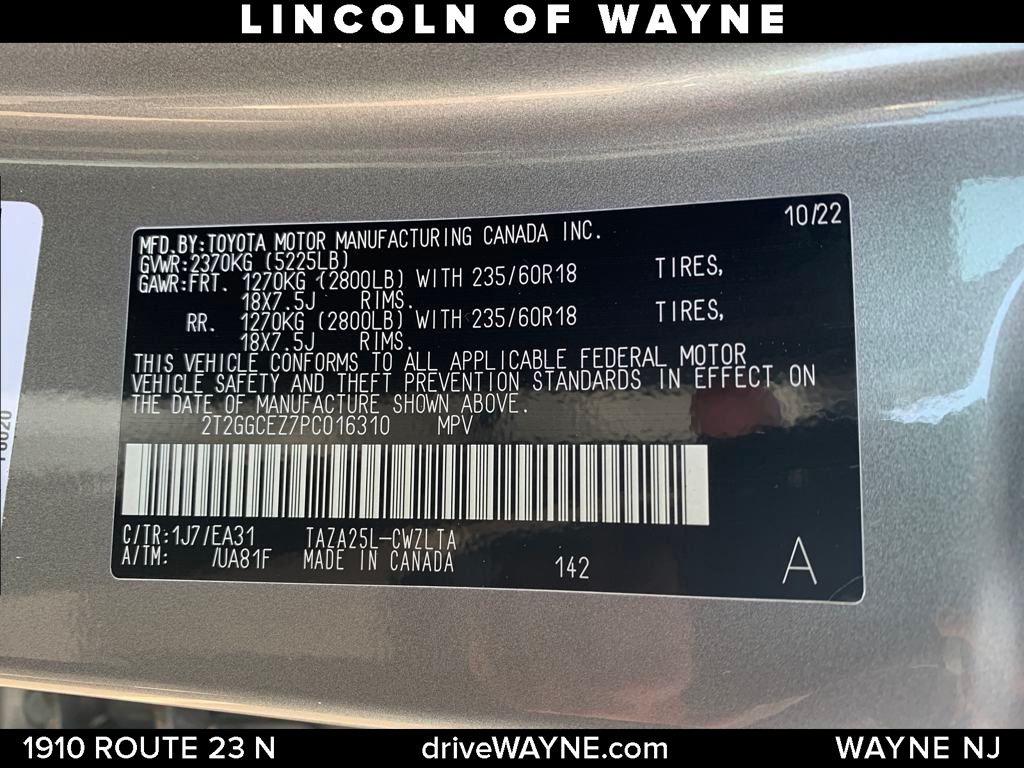 LINCOLN OF WAYNE
10/22
MFD.BY:TOYOTA MOTOR MANUFACTURING CANADA INC.
GVWR:2370KG (5225LB)
GAWR:FRT. 1270KG (2800LB) WITH 235/60R18 TIRES,
18X7.5J RIMS.
RR. 1270KG (2800LB) WITH 235/60R18 TIRES,
18X7.5J RIMS.
THIS VEHICLE CONFORMS TO ALL APPLICABLE FEDERAL MOTOR
VEHICLE SAFETY AND THEFT PREVENTION STANDARDS IN EFFECT ON
THE DATE OF MANUFACTURE SHOWN ABOVE.
2T2GGCEZ7PC016310 MPV
C/TR:1J7/EA31 TAZA25L-CWZLTA
A/TM: /UA81F MADE IN CANADA 142 A
1910 ROUTE 23 N driveWAYNE.com WAYNE NJ